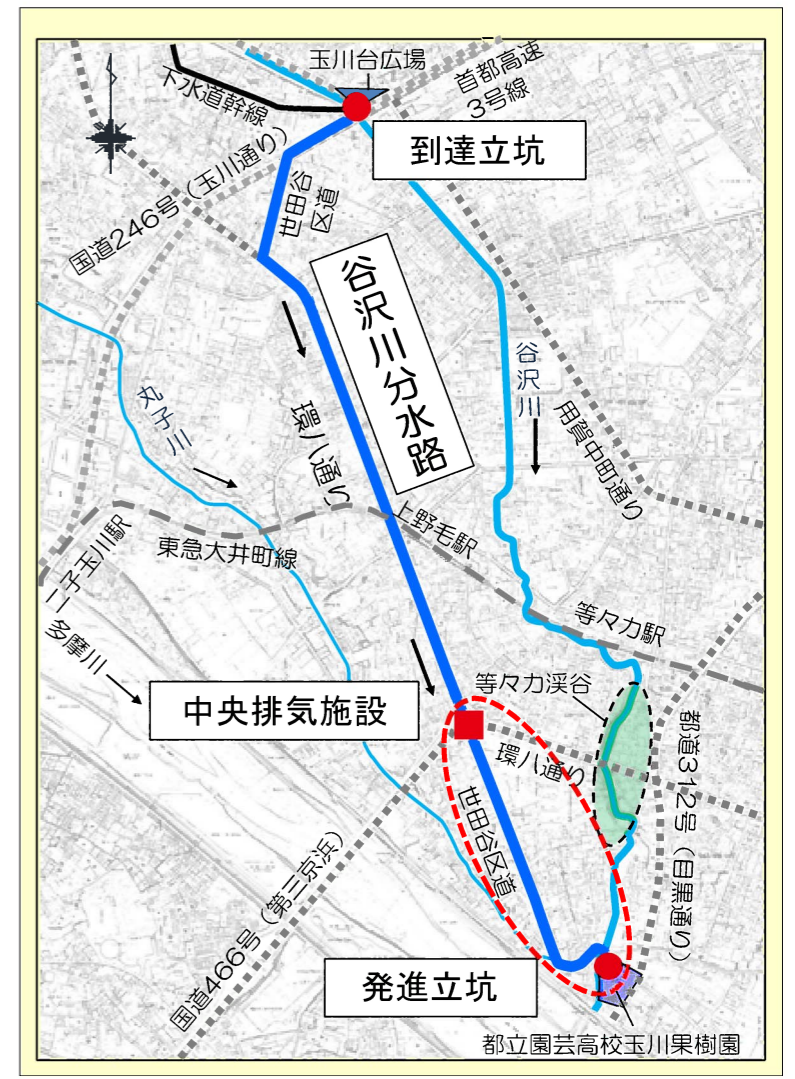 玉川台広場
首都高速
3号線
下水道幹線
到達立坑
国道246号（玉川通り）
世田谷
区道
谷沢川分水路
谷沢川
丸子川
環八通り
用賀中町通り
上野毛駅
東急大井町線
二子玉川駅
等々力駅
多摩川
等々力渓谷
中央排気施設
都道312号（目黒通り）
環八通り
世田谷区道
国道466号（第三京浜）
発進立坑
都立園芸高校玉川果樹園